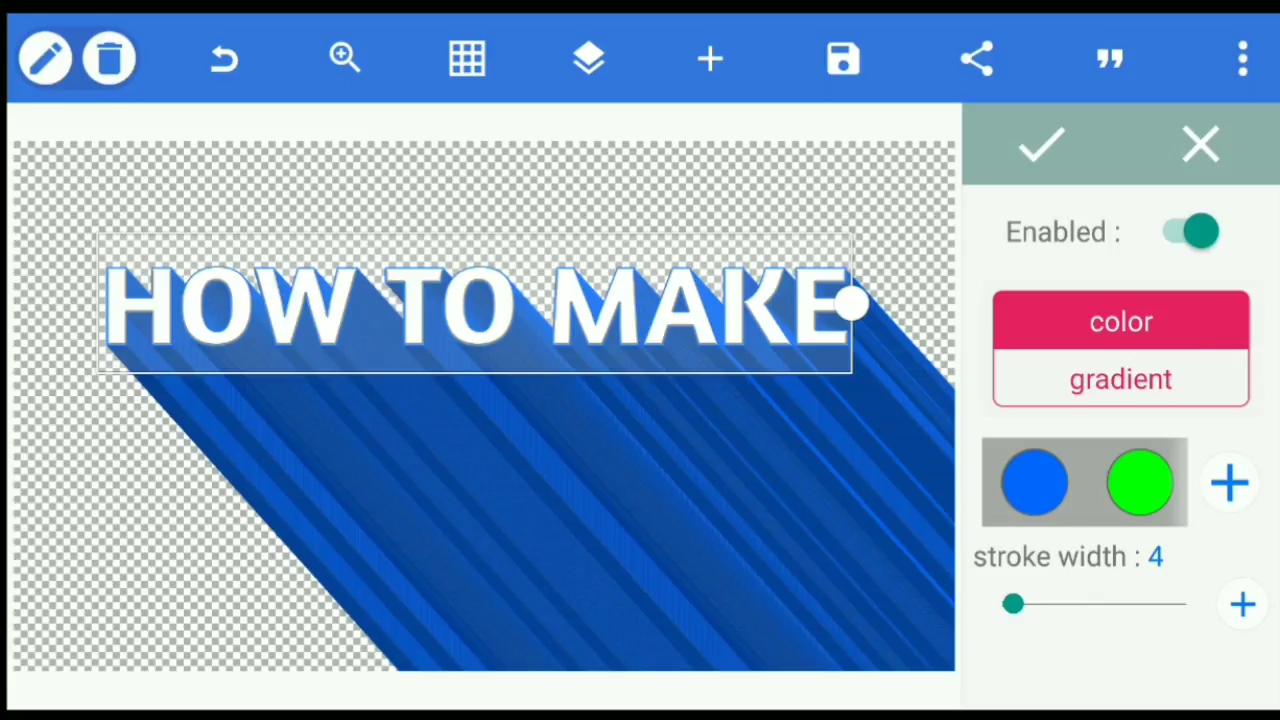 Enabled :
HOW TO MAKE
color
gradient
stroke width : 4